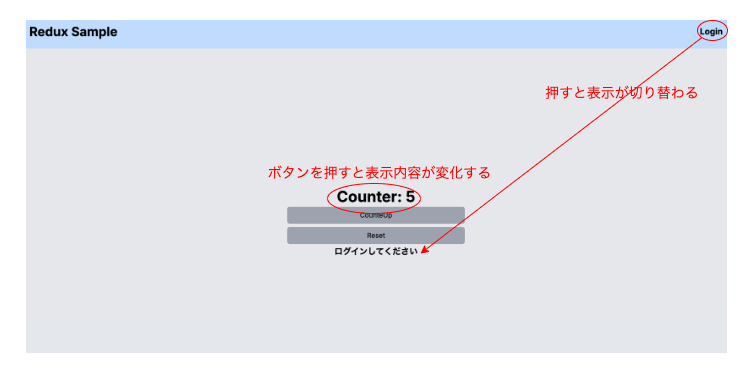 Redux Sample
Login
押すと表示が切り替わる
ボタンを押すと表示内容が変化する
Counter: 5
CounteUp
Reset
ログインしてください